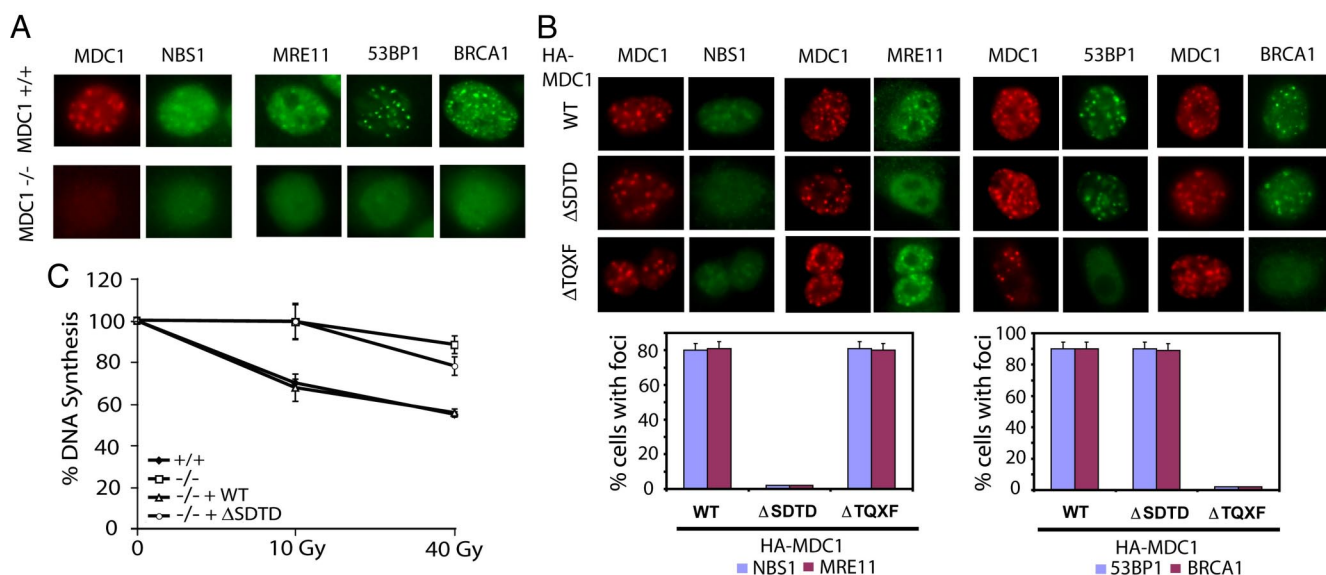 A
MDC1 NBS1 MRE11 53BP1 BRCA1
MDC1 +/+
MDC1 -/-
B
HA-MDC1
MDC1 NBS1 MDC1 MRE11 MDC1 53BP1 MDC1 BRCA1
WT
ΔSDTD
ΔTQXF
C
% DNA Synthesis
120
100
80
60
40
20
0
0 10 Gy 40 Gy
+/+
-/-
-/- + WT
-/- + ΔSDTD
% cells with foci
80
60
40
20
0
WT ΔSDTD ΔTQXF
HA-MDC1
NBS1 MRE11
% cells with foci
100
80
60
40
20
0
WT ΔSDTD ΔTQXF
HA-MDC1
53BP1 BRCA1